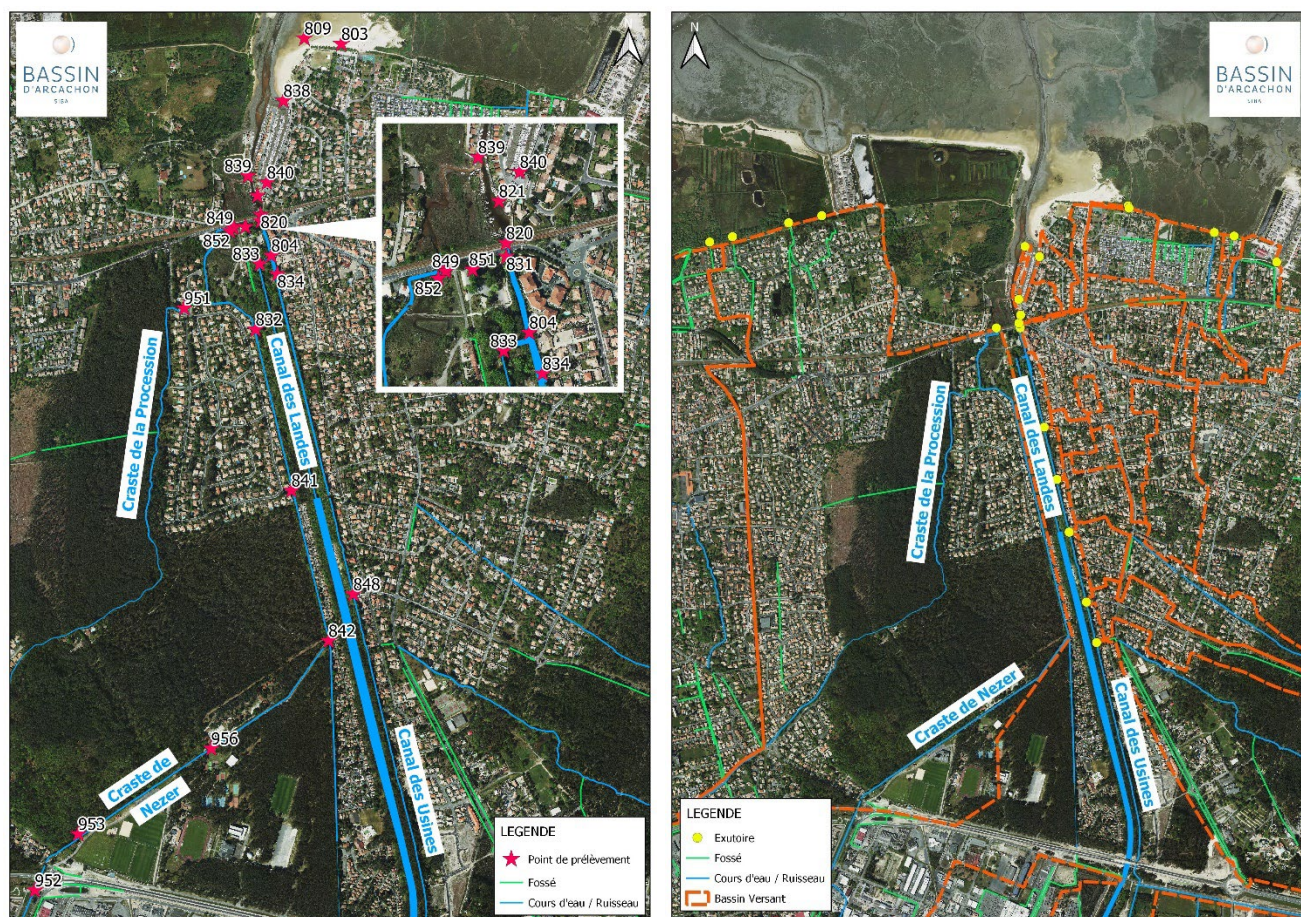 BASSIN
D'ARCACHON
SIBA
809
803
838
839
840
849
820
852
833
804
834
951
832
839
840
821
820
849
851
831
852
804
833
834
Craste de la Procession
Canal des Landes
841
848
842
956
Craste de
Nezer
Canal des Usines
953
952
LEGENDE
Point de prélèvement
Fossé
Cours d'eau / Ruisseau
N
BASSIN
D'ARCACHON
SIBA
Craste de la Procession
Canal des Landes
Craste de Nezer
Canal des Usines
LEGENDE
Exutoire
Fossé
Cours d'eau / Ruisseau
Bassin Versant